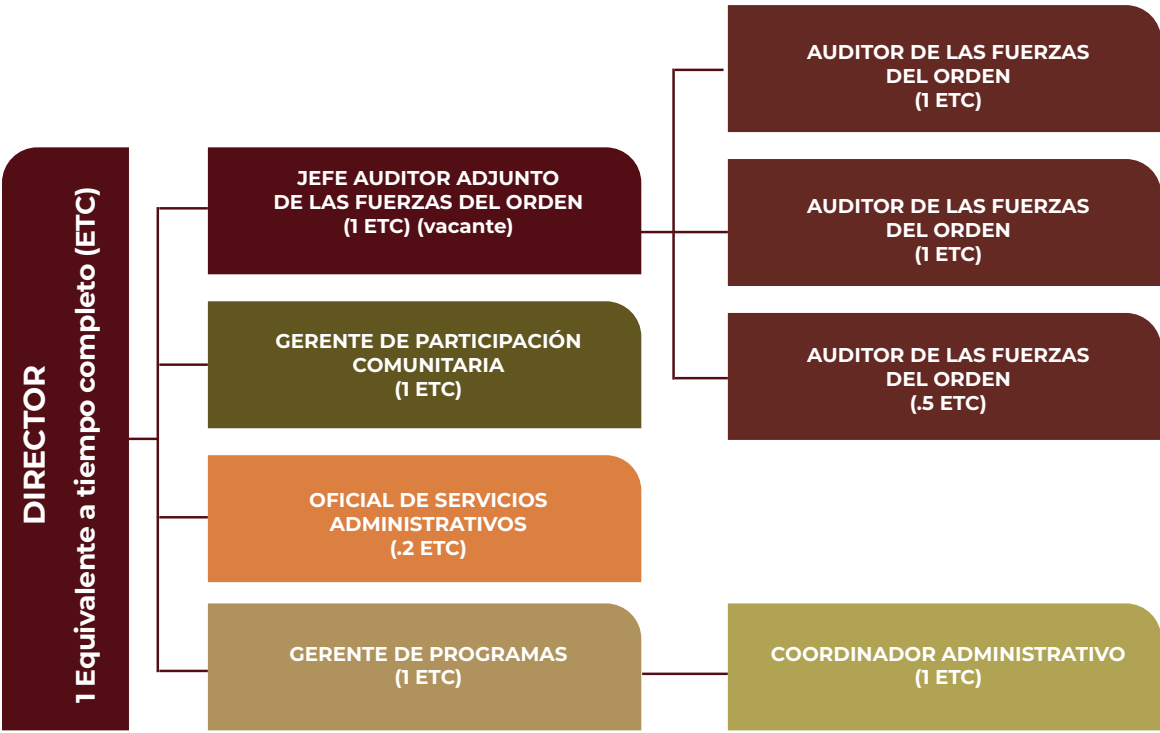 DIRECTOR
1 Equivalente a tiempo completo (ETC)
JEFE AUDITOR ADJUNTO
DE LAS FUERZAS DEL ORDEN
(1 ETC) (vacante)
AUDITOR DE LAS FUERZAS
DEL ORDEN
(1 ETC)
AUDITOR DE LAS FUERZAS
DEL ORDEN
(1 ETC)
AUDITOR DE LAS FUERZAS
DEL ORDEN
(.5 ETC)
GERENTE DE PARTICIPACIÓN
COMUNITARIA
(1 ETC)
OFICIAL DE SERVICIOS
ADMINISTRATIVOS
(.2 ETC)
GERENTE DE PROGRAMAS
(1 ETC)
COORDINADOR ADMINISTRATIVO
(1 ETC)